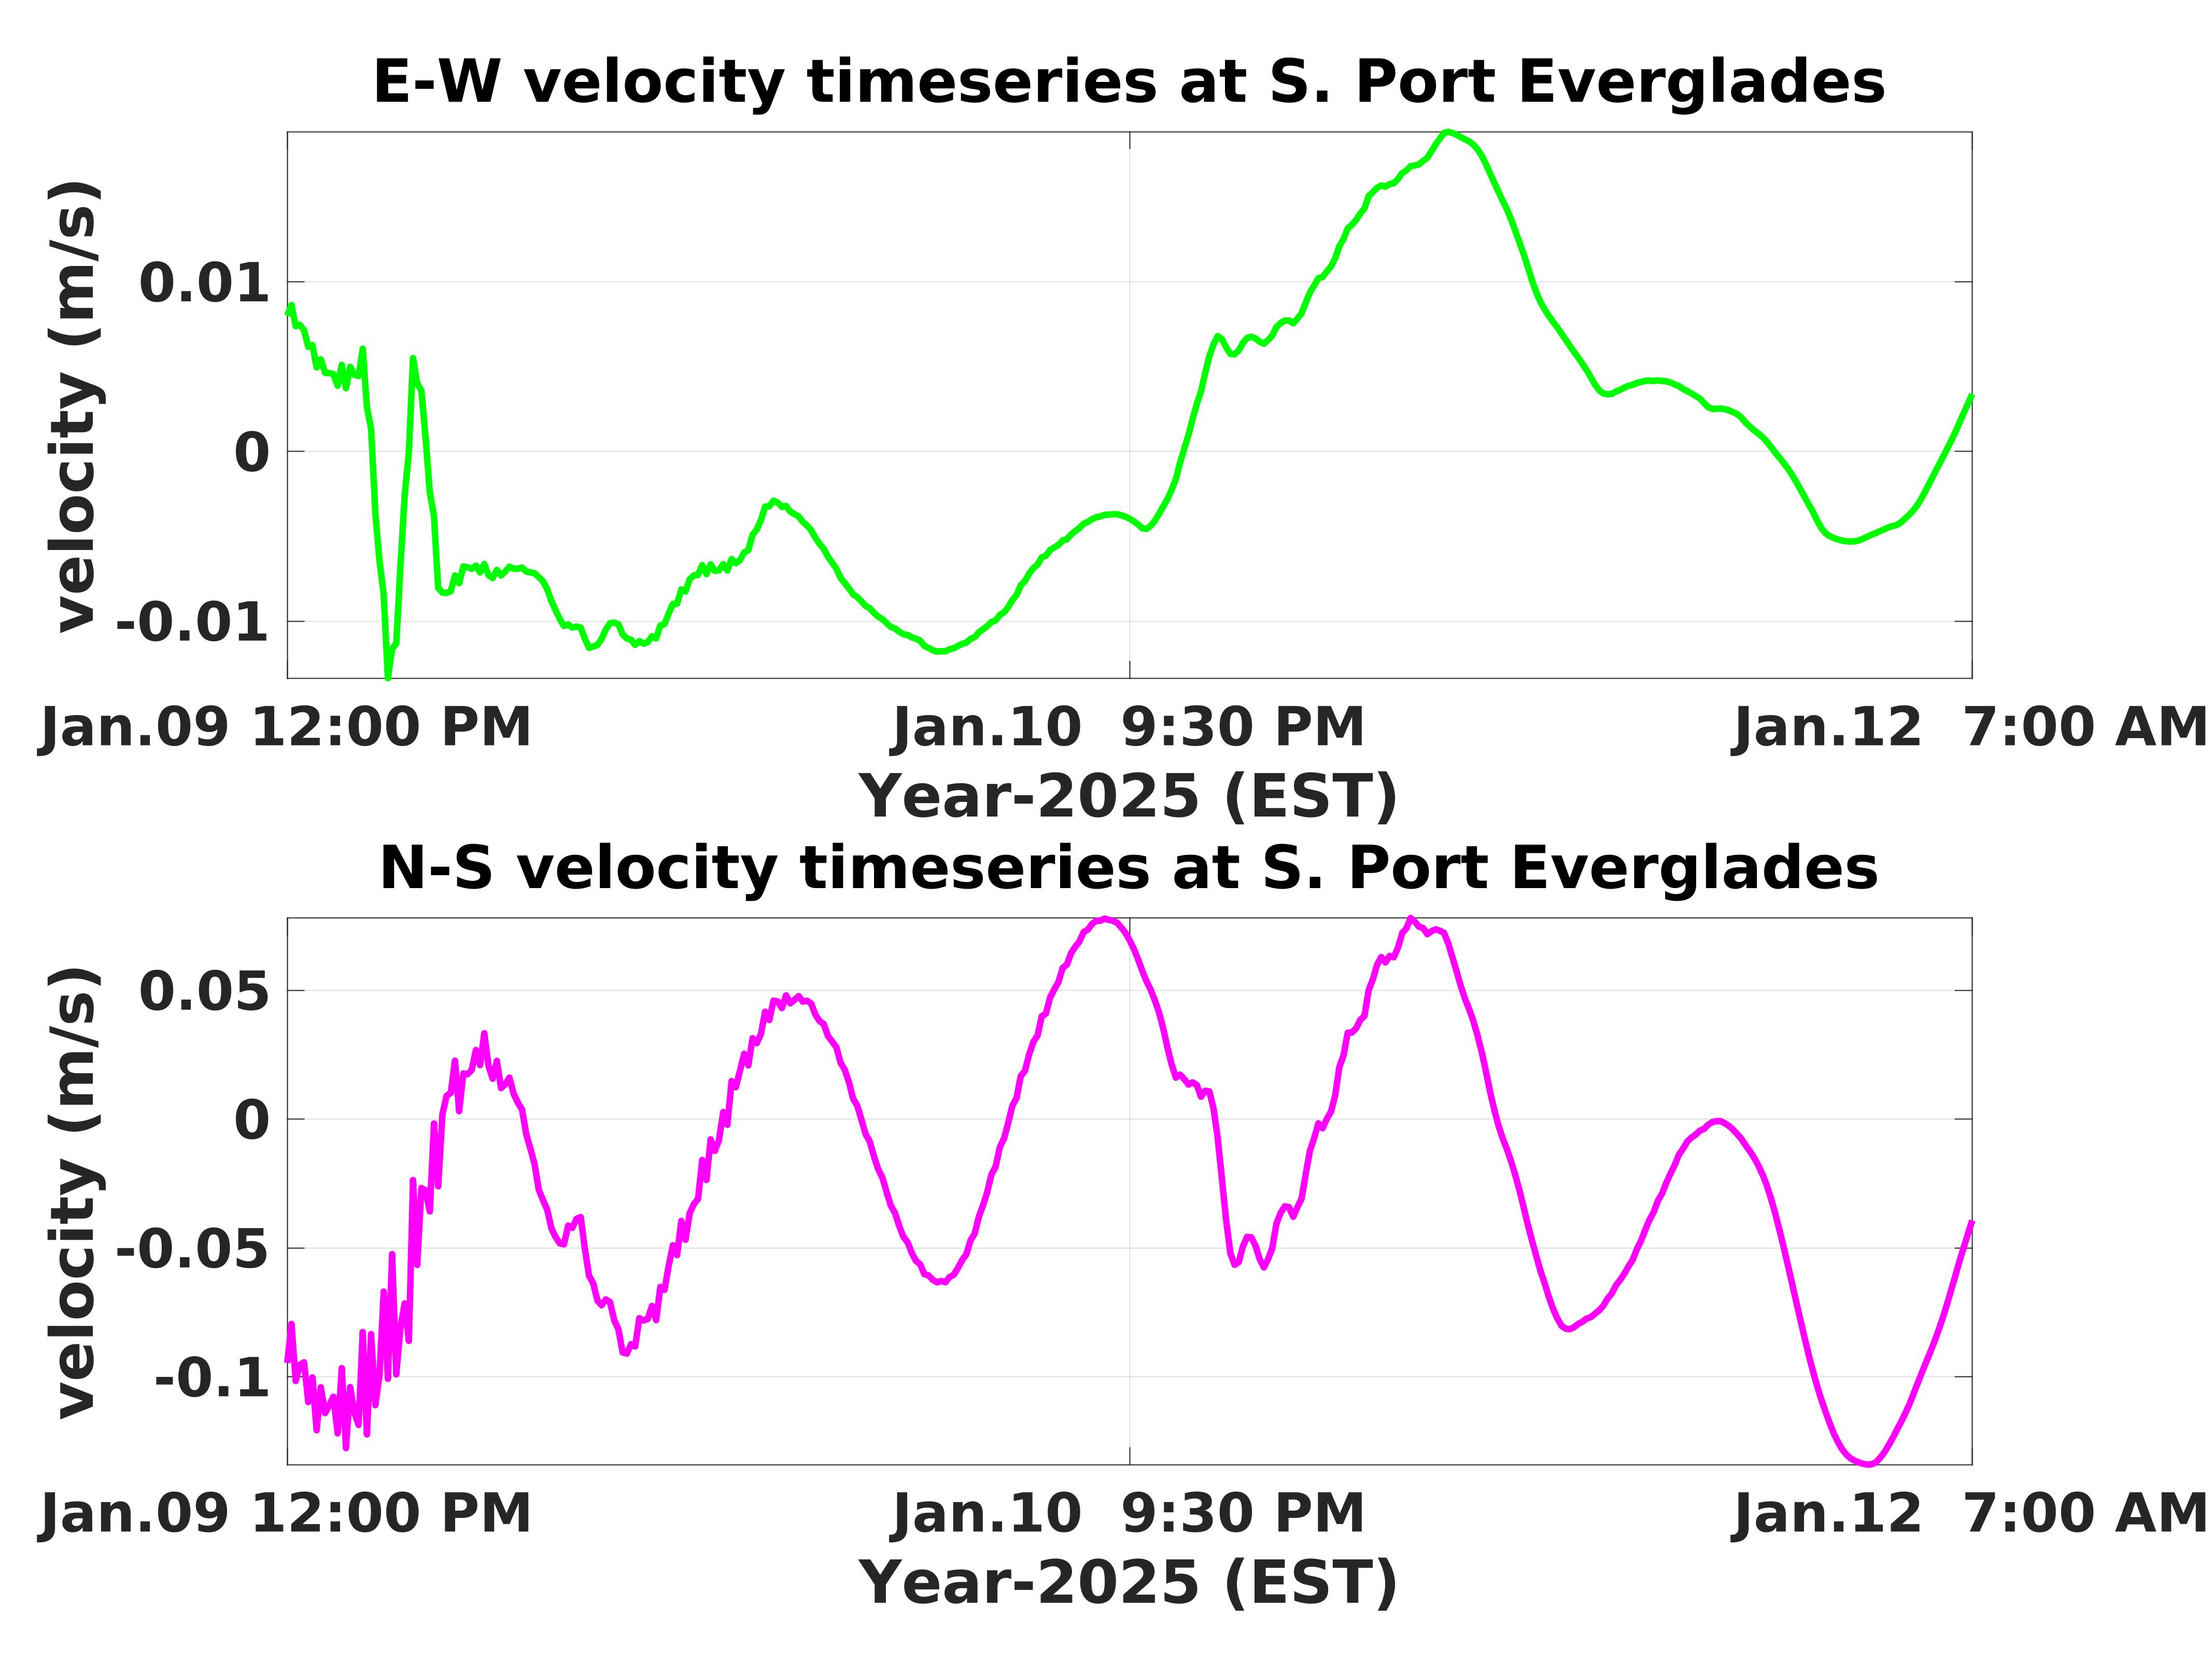 E-W velocity timeseries at S. Port Everglades
velocity (m/s)
0.01
0
-0.01
Jan.09 12:00 PM Jan.10  9:30 PM Jan.12  7:00 AM
Year-2025 (EST)
N-S velocity timeseries at S. Port Everglades
velocity (m/s)
0.05
0
-0.05
-0.1
Jan.09 12:00 PM Jan.10  9:30 PM Jan.12  7:00 AM
Year-2025 (EST)